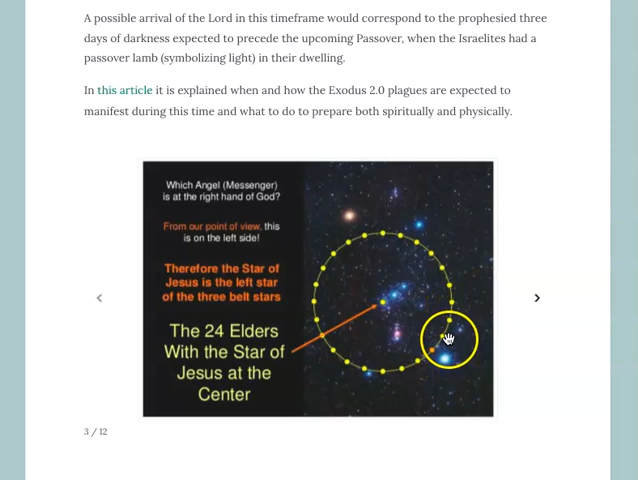 A possible arrival of the Lord in this timeframe would correspond to the prophesied three
days of darkness expected to precede the upcoming Passover, when the Israelites had a
passover lamb (symbolizing light) in their dwelling.
In this article it is explained when and how the Exodus 2.0 plagues are expected to
manifest during this time and what to do to prepare both spiritually and physically.
Which Angel (Messenger)
is at the right hand of God?
From our point of view, this
is on the left side!
Therefore the Star of
Jesus is the left star
of the three belt stars
The 24 Elders
With the Star of
Jesus at the
Center
3 / 12